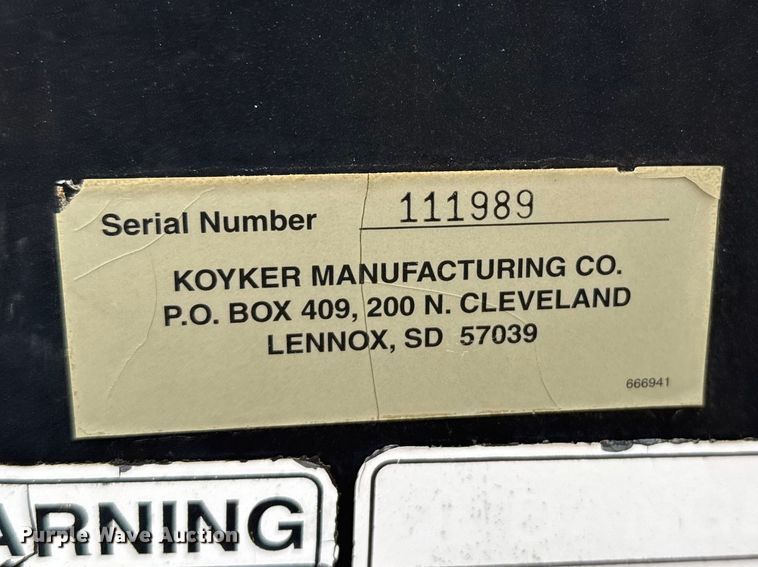 Serial Number 111989
KOYKER MANUFACTURING CO.
P.O. BOX 409, 200 N. CLEVELAND
LENNOX, SD 57039
666941
ARNING
Purple Wave Auction